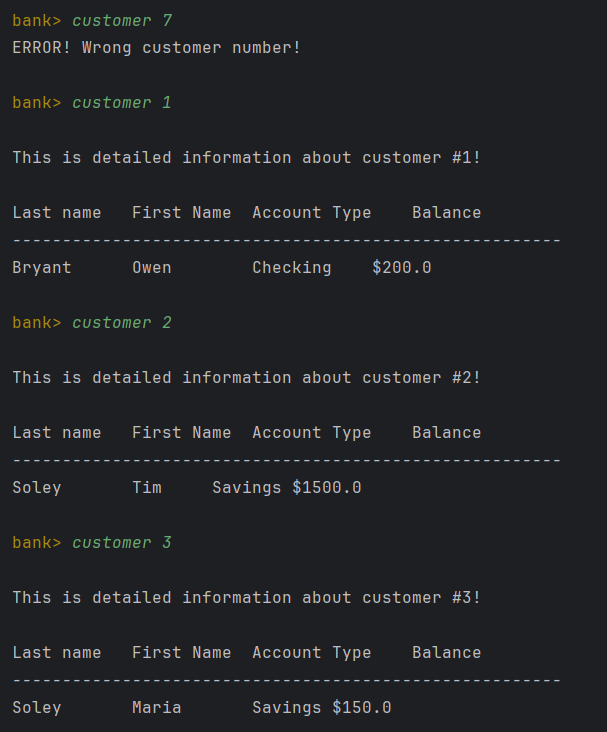 bank> customer 7
ERROR! Wrong customer number!
bank> customer 1
This is detailed information about customer #1!
Last name   First Name  Account Type    Balance
-------------------------------------------------------
Bryant      Owen        Checking    $200.0
bank> customer 2
This is detailed information about customer #2!
Last name   First Name  Account Type    Balance
-------------------------------------------------------
Soley       Tim     Savings $1500.0
bank> customer 3
This is detailed information about customer #3!
Last name   First Name  Account Type    Balance
-------------------------------------------------------
Soley       Maria       Savings $150.0